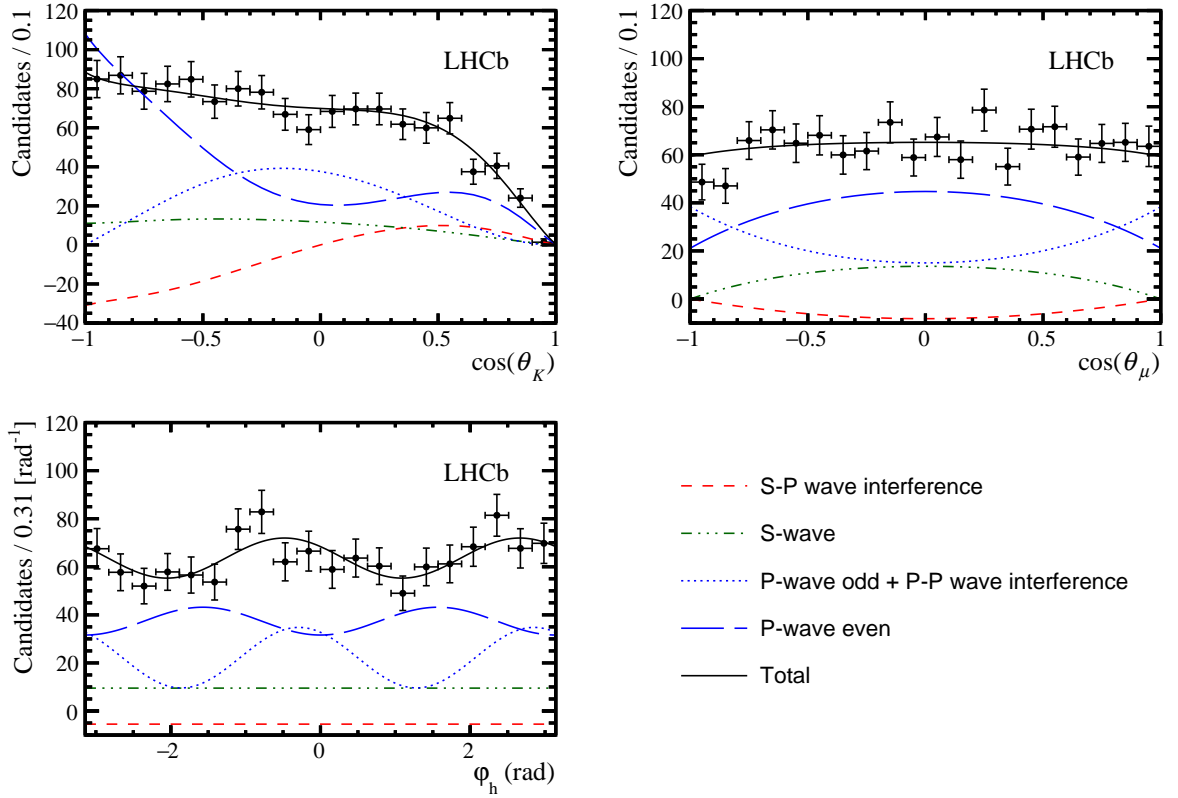 Candidates / 0.1
120
100
80
60
40
20
0
−20
−40
LHCb
−1 −0.5 0 0.5 1
cos(θ_K)
Candidates / 0.1
120
100
80
60
40
20
0
LHCb
−1 −0.5 0 0.5 1
cos(θ_μ)
Candidates / 0.31 [rad⁻¹]
120
100
80
60
40
20
0
LHCb
−2 0 2
φ_h (rad)
S-P wave interference
S-wave
P-wave odd + P-P wave interference
P-wave even
Total